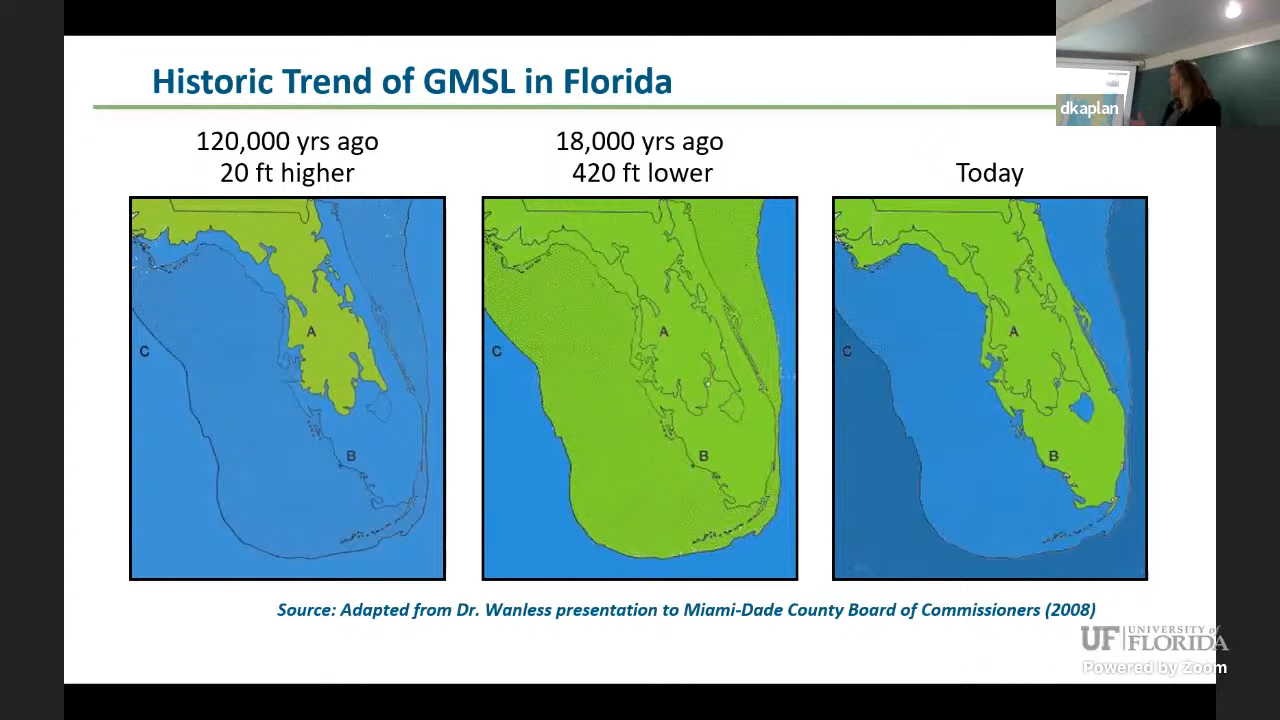 Historic Trend of GMSL in Florida
dkaplan
120,000 yrs ago
20 ft higher
18,000 yrs ago
420 ft lower
Today
A
B
C
A
B
C
A
B
C
Source: Adapted from Dr. Wanless presentation to Miami-Dade County Board of Commissioners (2008)
UF UNIVERSITY of
FLORIDA
Powered by Zoom